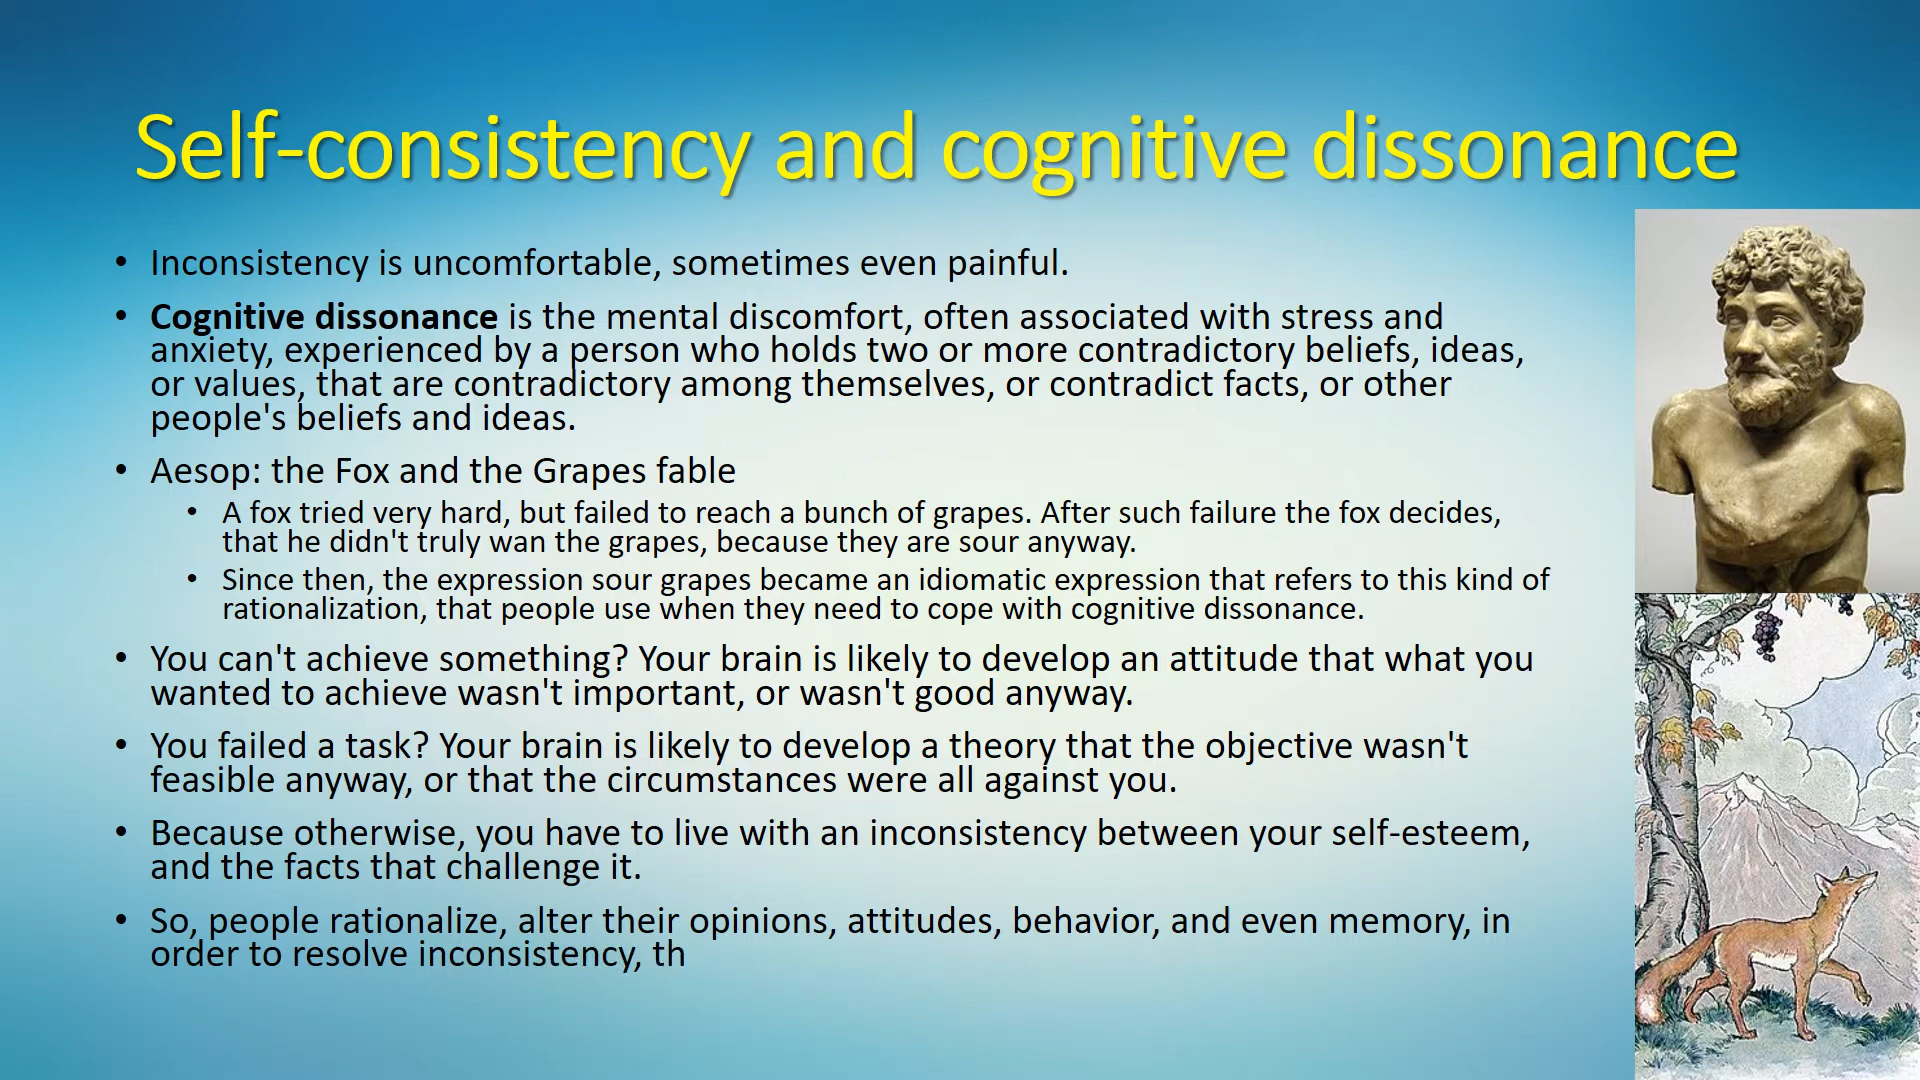 Self-consistency and cognitive dissonance
• Inconsistency is uncomfortable, sometimes even painful.
• Cognitive dissonance is the mental discomfort, often associated with stress and
anxiety, experienced by a person who holds two or more contradictory beliefs, ideas,
or values, that are contradictory among themselves, or contradict facts, or other
people's beliefs and ideas.
• Aesop: the Fox and the Grapes fable
• A fox tried very hard, but failed to reach a bunch of grapes. After such failure the fox decides,
that he didn't truly wan the grapes, because they are sour anyway.
• Since then, the expression sour grapes became an idiomatic expression that refers to this kind of
rationalization, that people use when they need to cope with cognitive dissonance.
• You can't achieve something? Your brain is likely to develop an attitude that what you
wanted to achieve wasn't important, or wasn't good anyway.
• You failed a task? Your brain is likely to develop a theory that the objective wasn't
feasible anyway, or that the circumstances were all against you.
• Because otherwise, you have to live with an inconsistency between your self-esteem,
and the facts that challenge it.
• So, people rationalize, alter their opinions, attitudes, behavior, and even memory, in
order to resolve inconsistency, th